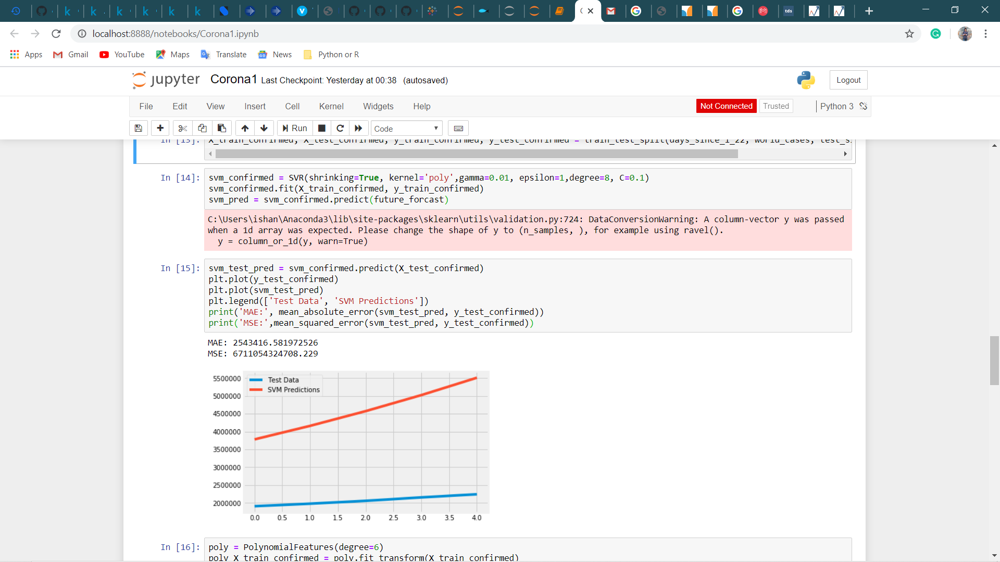 tds
localhost:8888/notebooks/Corona1.ipynb
Apps Gmail YouTube Maps Translate News Python or R
jupyter Corona1 Last Checkpoint: Yesterday at 00:38 (autosaved)
Logout
File Edit View Insert Cell Kernel Widgets Help
Not Connected Trusted Python 3
Run Code
In [13]: X_train_confirmed, X_test_confirmed, y_train_confirmed, y_test_confirmed = train_test_split(days_since_1_22, world_cases, test_s
In [14]: svm_confirmed = SVR(shrinking=True, kernel='poly',gamma=0.01, epsilon=1,degree=8, C=0.1)
svm_confirmed.fit(X_train_confirmed, y_train_confirmed)
svm_pred = svm_confirmed.predict(future_forcast)
C:\Users\ishan\Anaconda3\lib\site-packages\sklearn\utils\validation.py:724: DataConversionWarning: A column-vector y was passed
when a 1d array was expected. Please change the shape of y to (n_samples, ), for example using ravel().
y = column_or_1d(y, warn=True)
In [15]: svm_test_pred = svm_confirmed.predict(X_test_confirmed)
plt.plot(y_test_confirmed)
plt.plot(svm_test_pred)
plt.legend(['Test Data', 'SVM Predictions'])
print('MAE:', mean_absolute_error(svm_test_pred, y_test_confirmed))
print('MSE:',mean_squared_error(svm_test_pred, y_test_confirmed))
MAE: 2543416.581972526
MSE: 6711054324708.229
Test Data
SVM Predictions
5500000
5000000
4500000
4000000
3500000
3000000
2500000
2000000
0.0 0.5 1.0 1.5 2.0 2.5 3.0 3.5 4.0
In [16]: poly = PolynomialFeatures(degree=6)
poly_X_train_confirmed = poly.fit_transform(X_train_confirmed)